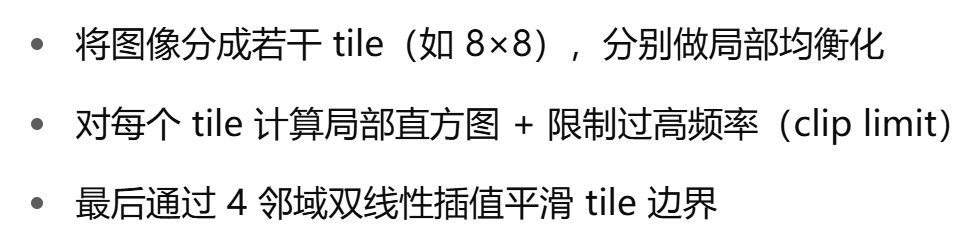 • 将图像分成若干 tile（如 8×8），分别做局部均衡化
• 对每个 tile 计算局部直方图 + 限制过高频率（clip limit）
• 最后通过 4 邻域双线性插值平滑 tile 边界